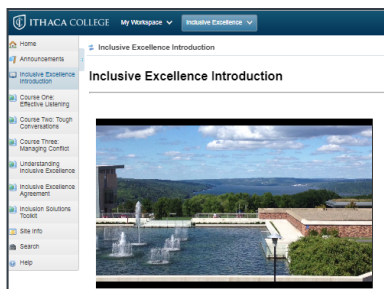 ITHACA COLLEGE My Workspace Inclusive Excellence
Home
Announcements
Inclusive Excellence
Introduction
Course One:
Effective Listening
Course Two: Tough
Conversations
Course Three:
Managing Conflict
Understanding
Inclusive Excellence
Inclusive Excellence
Agreement
Inclusion Solutions
Toolkit
Site Info
Search
Help
Inclusive Excellence Introduction
Inclusive Excellence Introduction